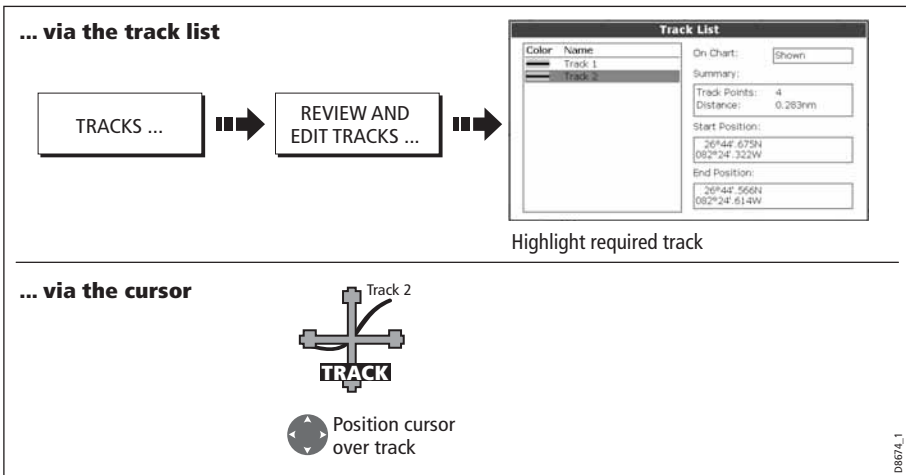 ... via the track list
TRACKS ...
REVIEW AND
EDIT TRACKS ...
Track List
Color Name
Track 1
Track 2
On Chart: Shown
Summary:
Track Points: 4
Distance: 0.283nm
Start Position:
26°44'.675N
082°24'.322W
End Position:
26°44'.566N
082°24'.614W
Highlight required track
... via the cursor
Track 2
TRACK
Position cursor
over track
D8674_1